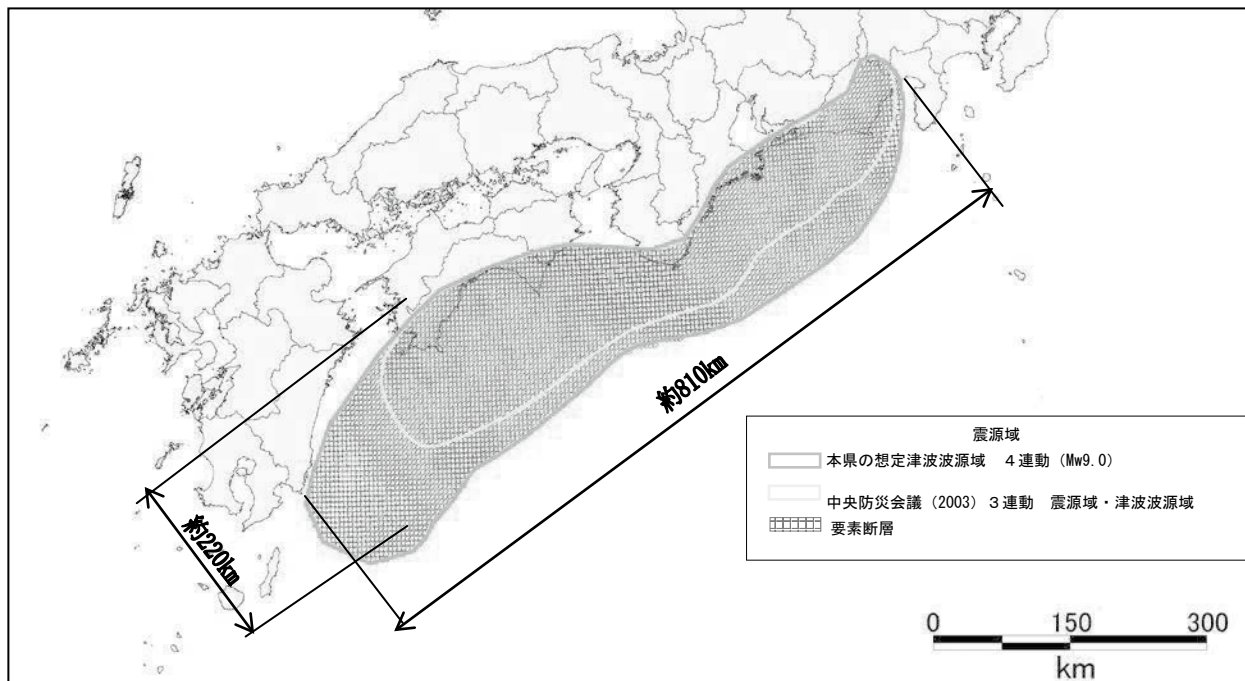 約810km
約220km
震源域
本県の想定津波波源域 4連動 (Mw9.0)
中央防災会議 (2003) 3連動 震源域・津波波源域
要素断層
0 150 300
km